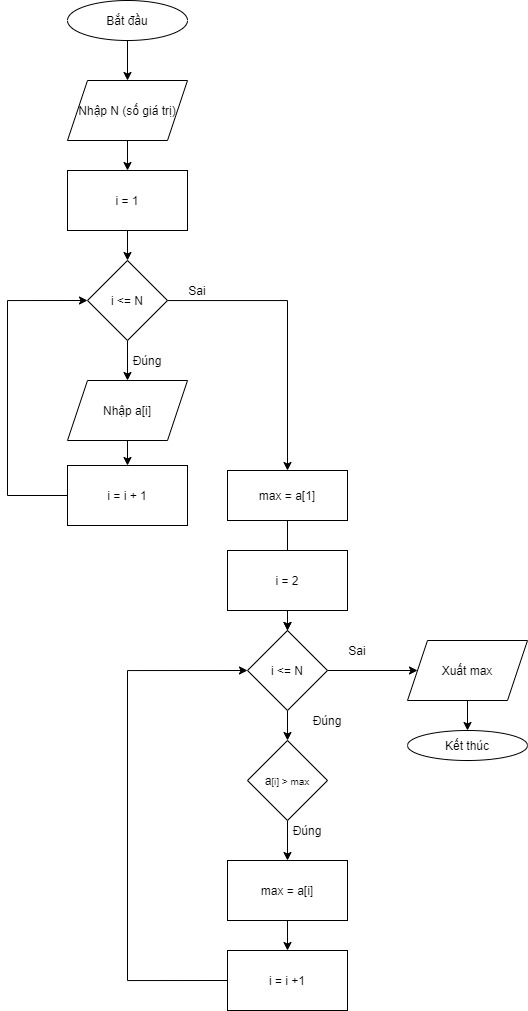 Bắt đầu
Nhập N (số giá trị)
i = 1
i <= N
Sai
Đúng
Nhập a[i]
i = i + 1
max = a[1]
i = 2
i <= N
Sai
Xuất max
Đúng
Kết thúc
a[i] > max
Đúng
max = a[i]
i = i +1